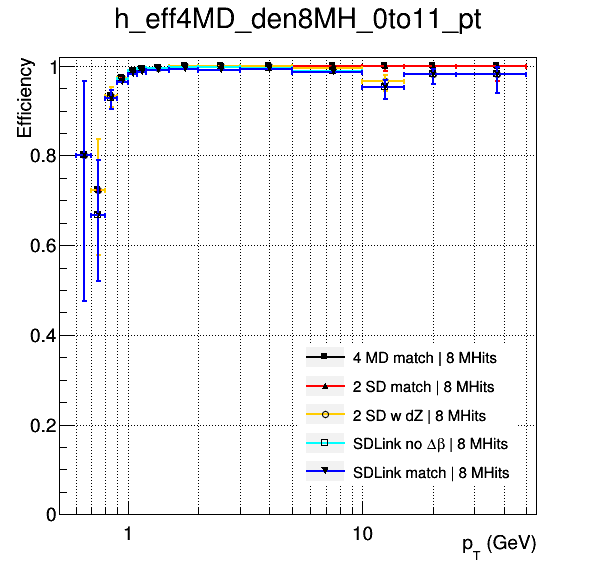 h_eff4MD_den8MH_0to11_pt
Efficiency
1
0.8
0.6
0.4
0.2
0
4 MD match | 8 MHits
2 SD match | 8 MHits
2 SD w dZ | 8 MHits
SDLink no Δβ | 8 MHits
SDLink match | 8 MHits
1 10
p_T (GeV)